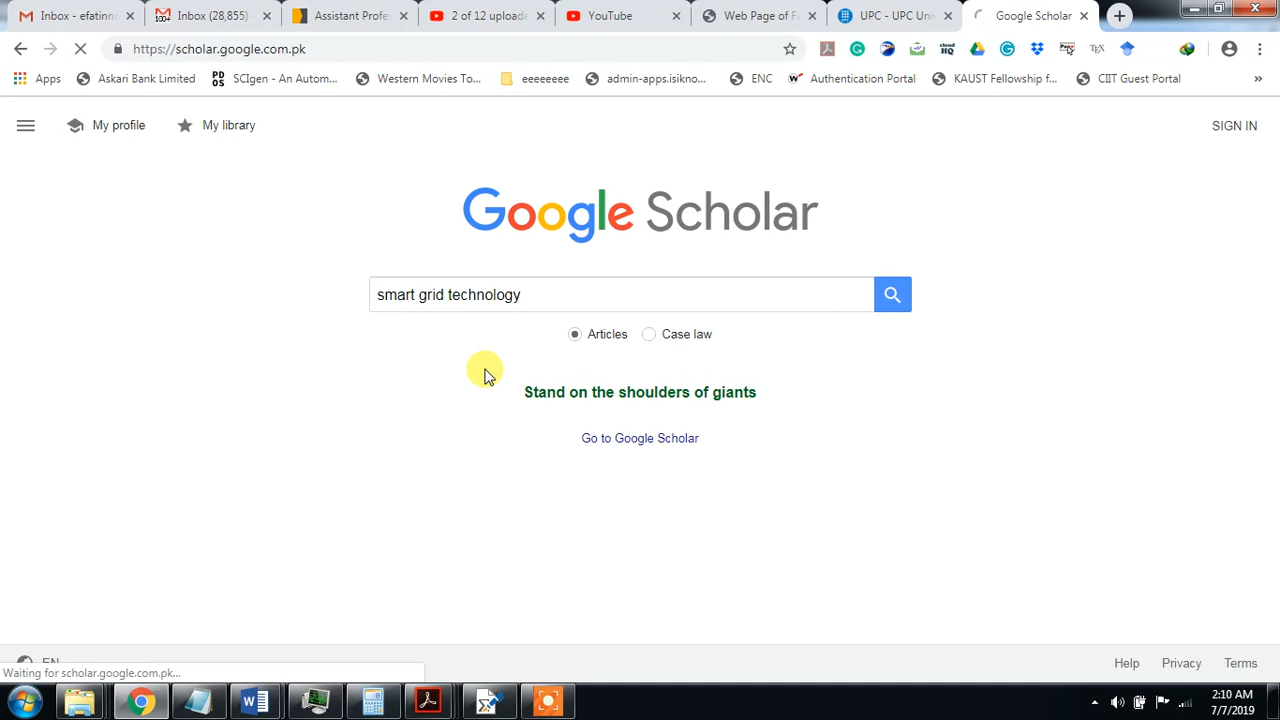 Inbox - efatinn
Inbox (28,855) -
Assistant Profe
2 of 12 uploade
YouTube
Web Page of Fa
UPC - UPC Uni
Google Scholar
https://scholar.google.com.pk
Apps
Askari Bank Limited
SCIgen - An Autom...
Western Movies To...
eeeeeeee
admin-apps.isikno...
ENC
Authentication Portal
KAUST Fellowship f...
CIIT Guest Portal
My profile
My library
SIGN IN
Google Scholar
smart grid technology
Articles
Case law
Stand on the shoulders of giants
Go to Google Scholar
EN
Help
Privacy
Terms
Waiting for scholar.google.com.pk...
2:10 AM
7/7/2019